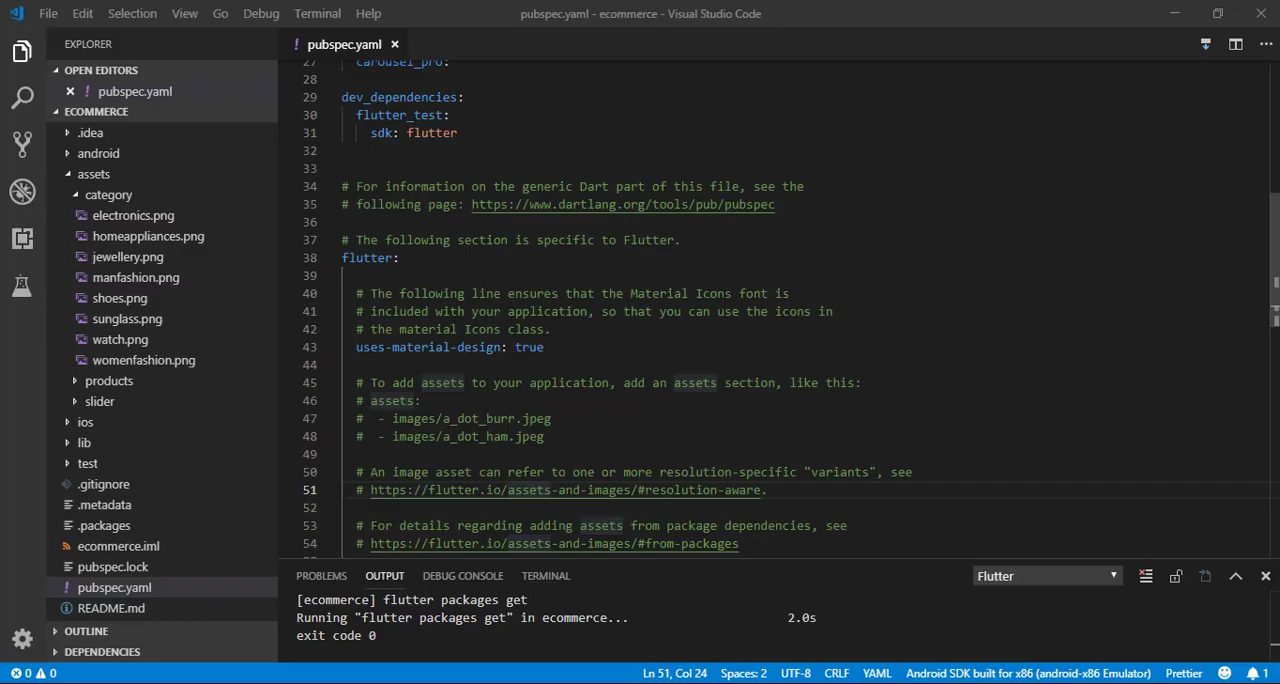 File Edit Selection View Go Debug Terminal Help pubspec.yaml - ecommerce - Visual Studio Code
EXPLORER
OPEN EDITORS
pubspec.yaml
ECOMMERCE
.idea
android
assets
category
electronics.png
homeappliances.png
jewellery.png
manfashion.png
shoes.png
sunglass.png
watch.png
womenfashion.png
products
slider
ios
lib
test
.gitignore
.metadata
.packages
ecommerce.iml
pubspec.lock
pubspec.yaml
README.md
OUTLINE
DEPENDENCIES
pubspec.yaml
27 carousel_pro:
28
29 dev_dependencies:
30 flutter_test:
31 sdk: flutter
32
33
34 # For information on the generic Dart part of this file, see the
35 # following page: https://www.dartlang.org/tools/pub/pubspec
36
37 # The following section is specific to Flutter.
38 flutter:
39
40 # The following line ensures that the Material Icons font is
41 # included with your application, so that you can use the icons in
42 # the material Icons class.
43 uses-material-design: true
44
45 # To add assets to your application, add an assets section, like this:
46 # assets:
47 # - images/a_dot_burr.jpeg
48 # - images/a_dot_ham.jpeg
49
50 # An image asset can refer to one or more resolution-specific "variants", see
51 # https://flutter.io/assets-and-images/#resolution-aware.
52
53 # For details regarding adding assets from package dependencies, see
54 # https://flutter.io/assets-and-images/#from-packages
PROBLEMS OUTPUT DEBUG CONSOLE TERMINAL Flutter
[ecommerce] flutter packages get
Running "flutter packages get" in ecommerce... 2.0s
exit code 0
0 0 Ln 51, Col 24 Spaces: 2 UTF-8 CRLF YAML Android SDK built for x86 (android-x86 Emulator) Prettier 1